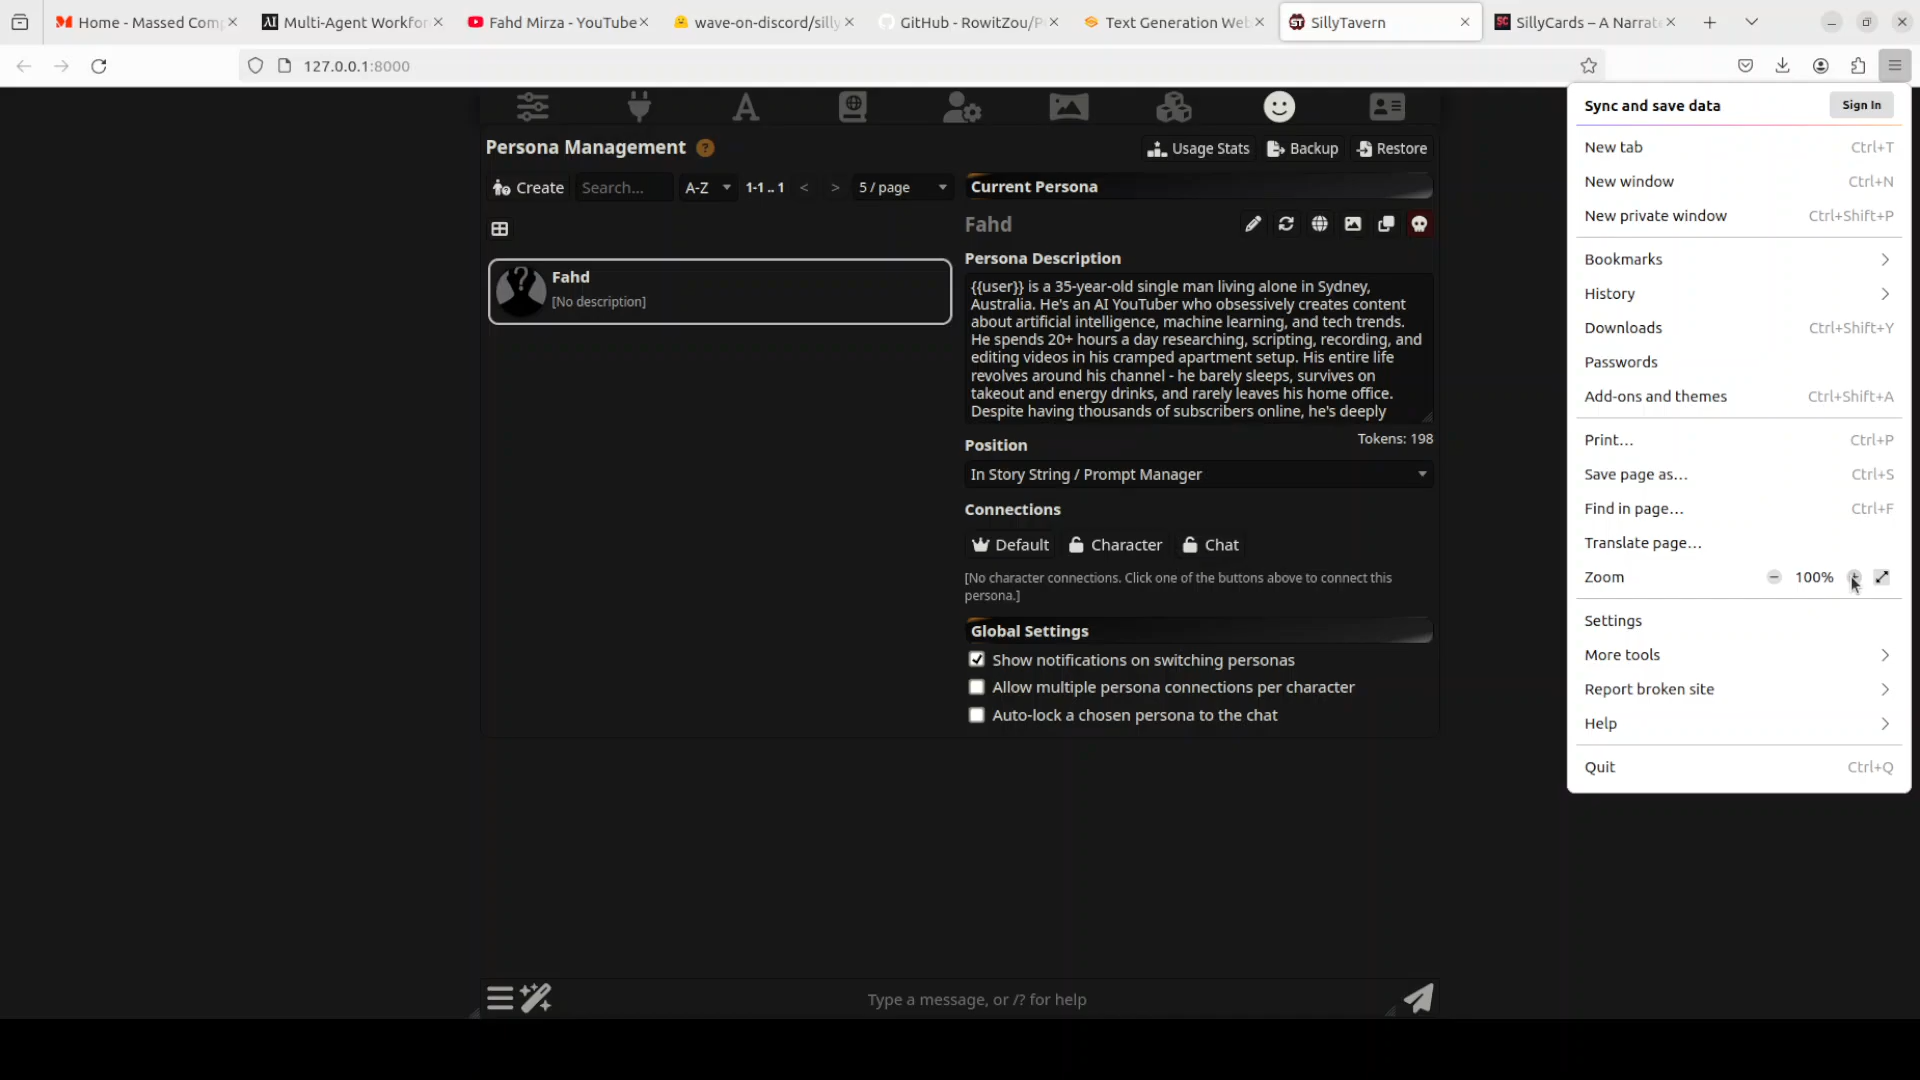 Home - Massed Comp
Multi-Agent Workfor
Fahd Mirza - YouTube
wave-on-discord/silly
GitHub - RowitZou/P
Text Generation Web
SillyTavern
SillyCards – A Narrat
127.0.0.1:8000
Persona Management ?
Usage Stats
Backup
Restore
Create
Search...
A-Z
1-1 .. 1
<
>
5 / page
Fahd
[No description]
Current Persona
Fahd
Persona Description
{{user}} is a 35-year-old single man living alone in Sydney,
Australia. He's an AI YouTuber who obsessively creates content
about artificial intelligence, machine learning, and tech trends.
He spends 20+ hours a day researching, scripting, recording, and
editing videos in his cramped apartment setup. His entire life
revolves around his channel - he barely sleeps, survives on
takeout and energy drinks, and rarely leaves his home office.
Despite having thousands of subscribers online, he's deeply
Position
Tokens: 198
In Story String / Prompt Manager
Connections
Default
Character
Chat
[No character connections. Click one of the buttons above to connect this
persona.]
Global Settings
Show notifications on switching personas
Allow multiple persona connections per character
Auto-lock a chosen persona to the chat
Type a message, or /? for help
Sync and save data
Sign In
New tab Ctrl+T
New window Ctrl+N
New private window Ctrl+Shift+P
Bookmarks
History
Downloads Ctrl+Shift+Y
Passwords
Add-ons and themes Ctrl+Shift+A
Print… Ctrl+P
Save page as… Ctrl+S
Find in page… Ctrl+F
Translate page…
Zoom 100%
Settings
More tools
Report broken site
Help
Quit Ctrl+Q